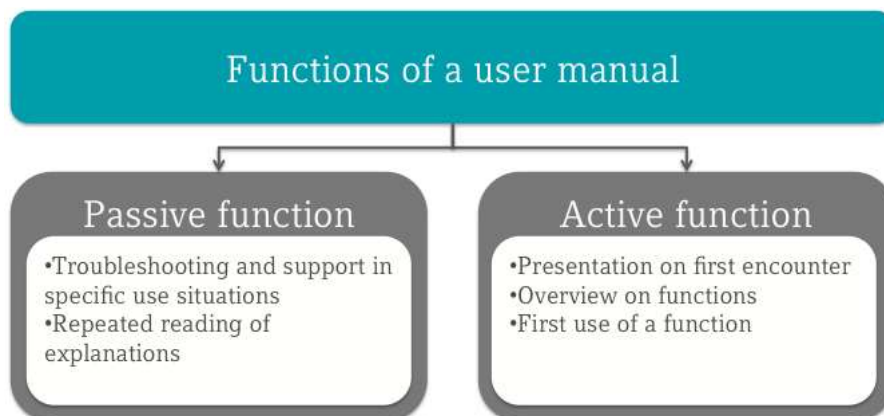 Functions of a user manual
Passive function
•Troubleshooting and support in
specific use situations
•Repeated reading of
explanations
Active function
•Presentation on first encounter
•Overview on functions
•First use of a function